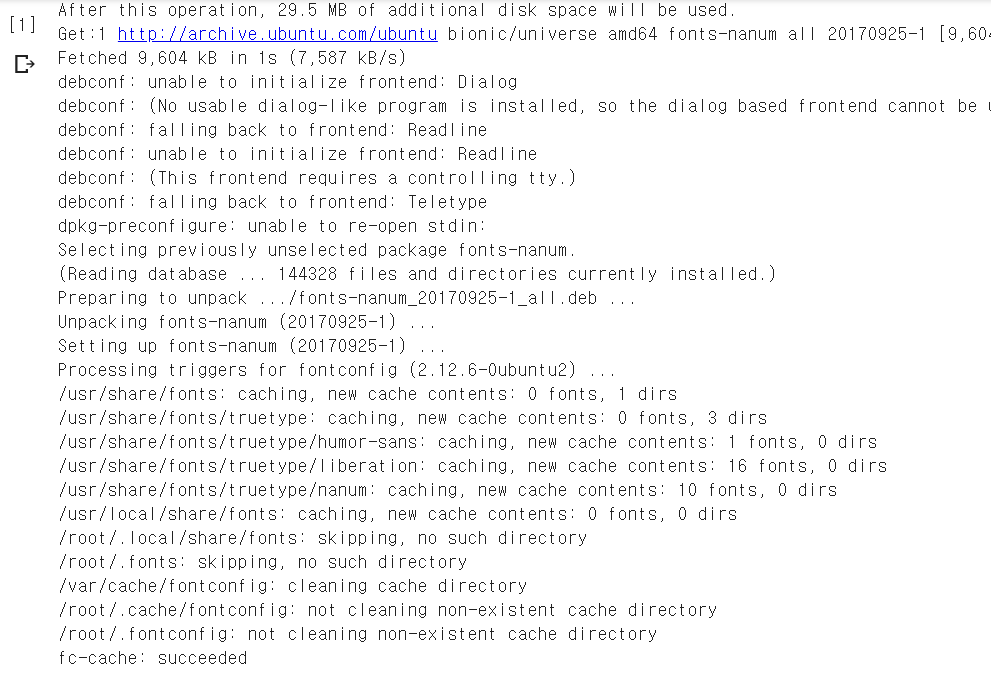 After this operation, 29.5 MB of additional disk space will be used.
[1]
Get:1 http://archive.ubuntu.com/ubuntu bionic/universe amd64 fonts-nanum all 20170925-1 [9,604
Fetched 9,604 kB in 1s (7,587 kB/s)
debconf: unable to initialize frontend: Dialog
debconf: (No usable dialog-like program is installed, so the dialog based frontend cannot be
debconf: falling back to frontend: Readline
debconf: unable to initialize frontend: Readline
debconf: (This frontend requires a controlling tty.)
debconf: falling back to frontend: Teletype
dpkg-preconfigure: unable to re-open stdin:
Selecting previously unselected package fonts-nanum.
(Reading database ... 144328 files and directories currently installed.)
Preparing to unpack .../fonts-nanum_20170925-1_all.deb ...
Unpacking fonts-nanum (20170925-1) ...
Setting up fonts-nanum (20170925-1) ...
Processing triggers for fontconfig (2.12.6-0ubuntu2) ...
/usr/share/fonts: caching, new cache contents: 0 fonts, 1 dirs
/usr/share/fonts/truetype: caching, new cache contents: 0 fonts, 3 dirs
/usr/share/fonts/truetype/humor-sans: caching, new cache contents: 1 fonts, 0 dirs
/usr/share/fonts/truetype/liberation: caching, new cache contents: 16 fonts, 0 dirs
/usr/share/fonts/truetype/nanum: caching, new cache contents: 10 fonts, 0 dirs
/usr/local/share/fonts: caching, new cache contents: 0 fonts, 0 dirs
/root/.local/share/fonts: skipping, no such directory
/root/.fonts: skipping, no such directory
/var/cache/fontconfig: cleaning cache directory
/root/.cache/fontconfig: not cleaning non-existent cache directory
/root/.fontconfig: not cleaning non-existent cache directory
fc-cache: succeeded